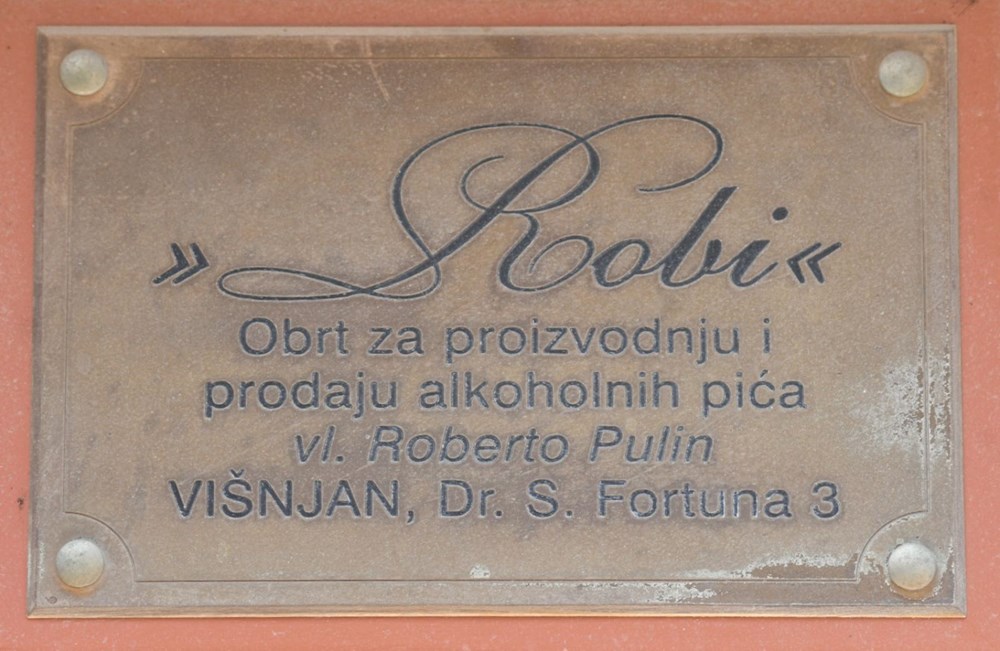 »Robi«
Obrt za proizvodnju i
prodaju alkoholnih pića
vl. Roberto Pulin
VIŠNJAN, Dr. S. Fortuna 3